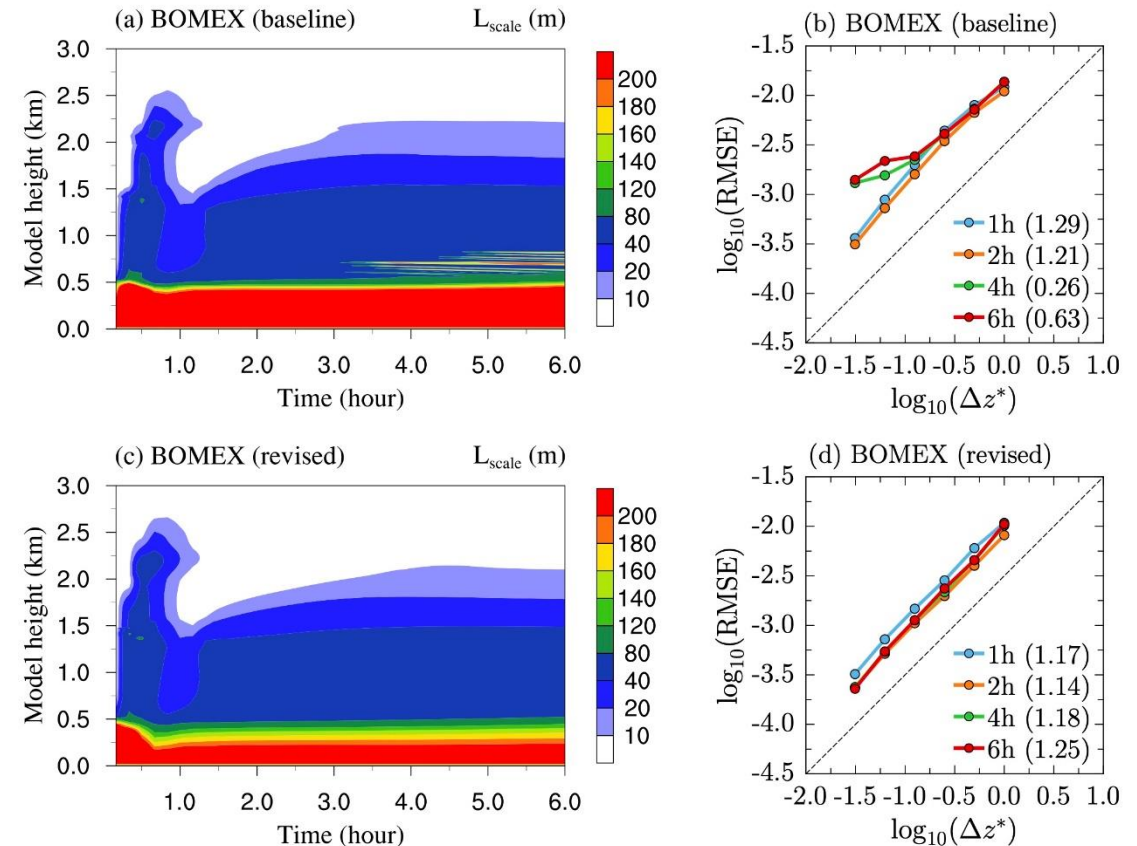 (a) BOMEX (baseline) L_scale (m)
Model height (km)
3.0
2.5
2.0
1.5
1.0
0.5
0.0
1.0 2.0 3.0 4.0 5.0 6.0
Time (hour)
200
180
160
140
120
80
40
20
10
(b) BOMEX (baseline)
log₁₀(RMSE)
-1.5
-2.0
-2.5
-3.0
-3.5
-4.0
-4.5
1h (1.29)
2h (1.21)
4h (0.26)
6h (0.63)
-2.0 -1.5 -1.0 -0.5 0.0 0.5 1.0
log₁₀(Δz*)
(c) BOMEX (revised) L_scale (m)
Model height (km)
3.0
2.5
2.0
1.5
1.0
0.5
0.0
1.0 2.0 3.0 4.0 5.0 6.0
Time (hour)
200
180
160
140
120
80
40
20
10
(d) BOMEX (revised)
log₁₀(RMSE)
-1.5
-2.0
-2.5
-3.0
-3.5
-4.0
-4.5
1h (1.17)
2h (1.14)
4h (1.18)
6h (1.25)
-2.0 -1.5 -1.0 -0.5 0.0 0.5 1.0
log₁₀(Δz*)